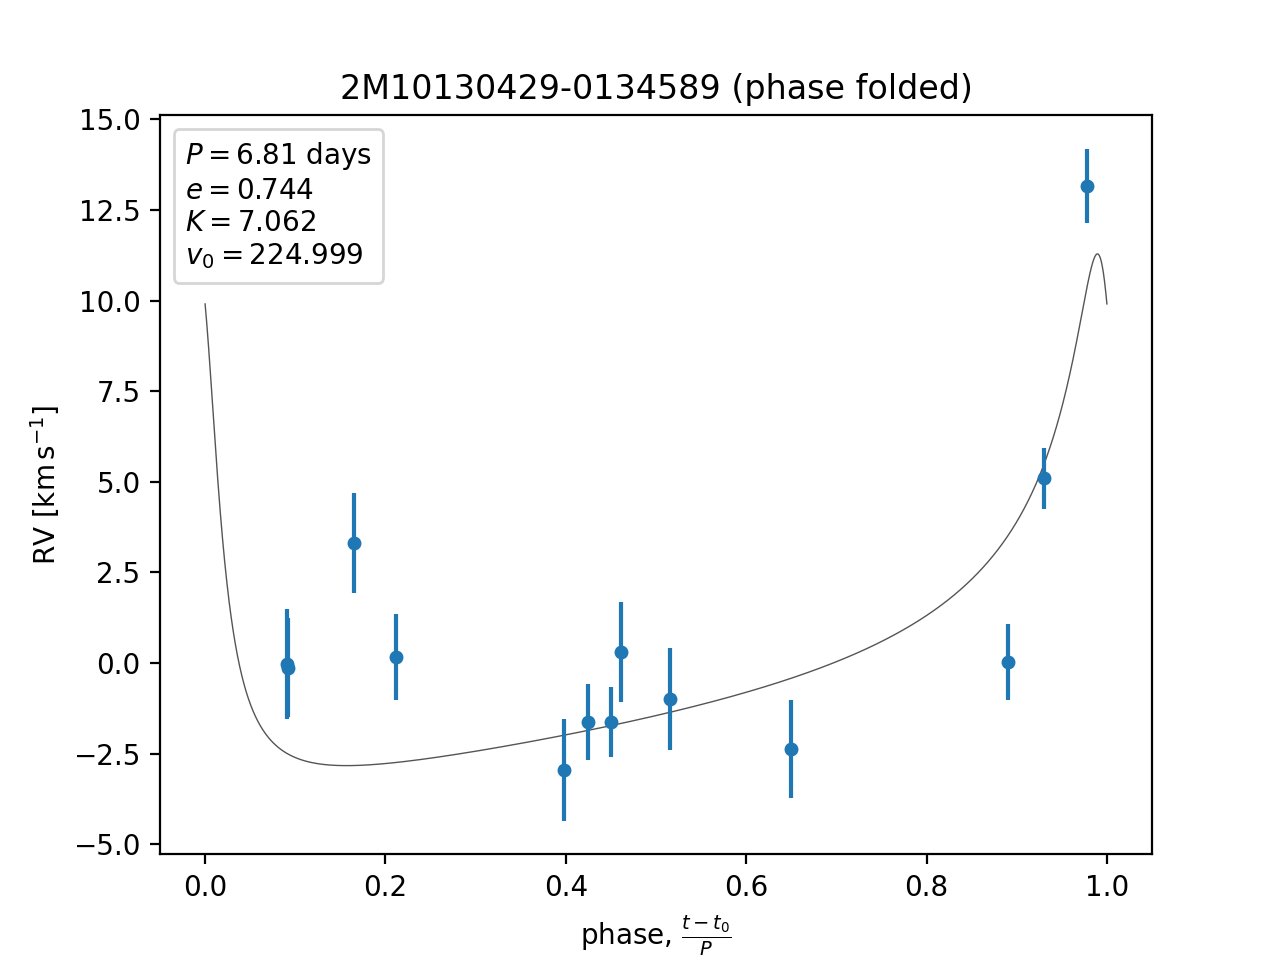 2M10130429-0134589 (phase folded)
P = 6.81 days
e = 0.744
K = 7.062
v₀ = 224.999
15.0
12.5
10.0
7.5
5.0
2.5
0.0
−2.5
−5.0
RV [km s⁻¹]
0.0 0.2 0.4 0.6 0.8 1.0
phase, (t − t₀)/P